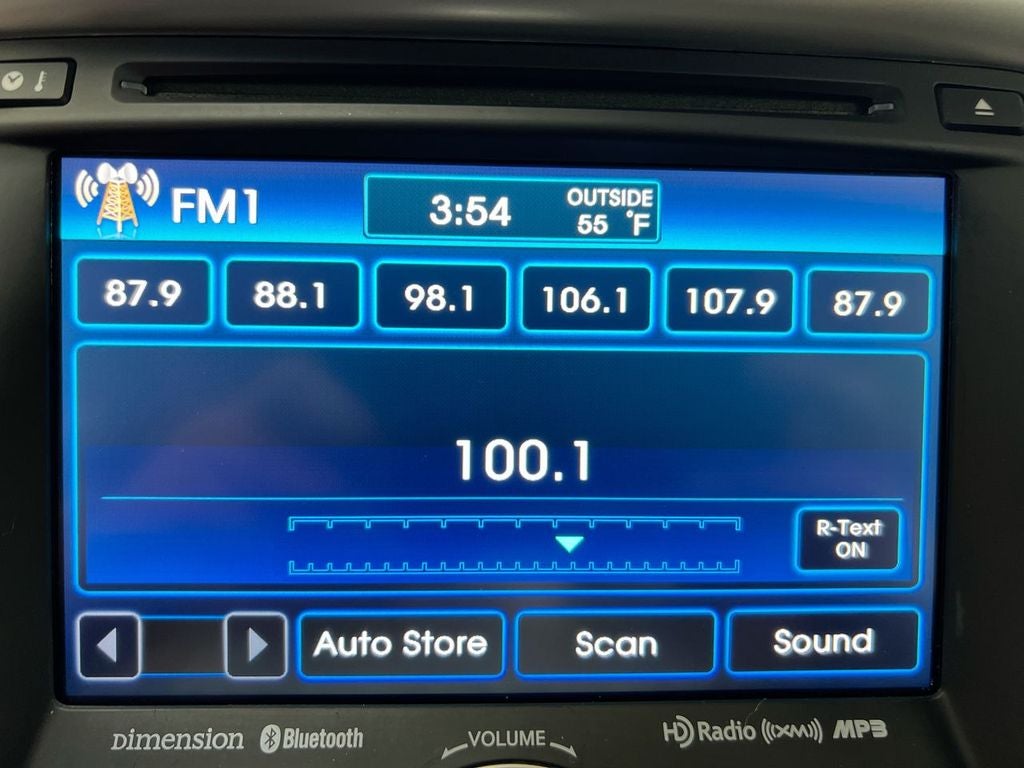 FM1
3:54
OUTSIDE
55 °F
87.9
88.1
98.1
106.1
107.9
87.9
100.1
R-Text
ON
Auto Store
Scan
Sound
Dimension
Bluetooth
VOLUME
HD Radio
((XM))
MP3